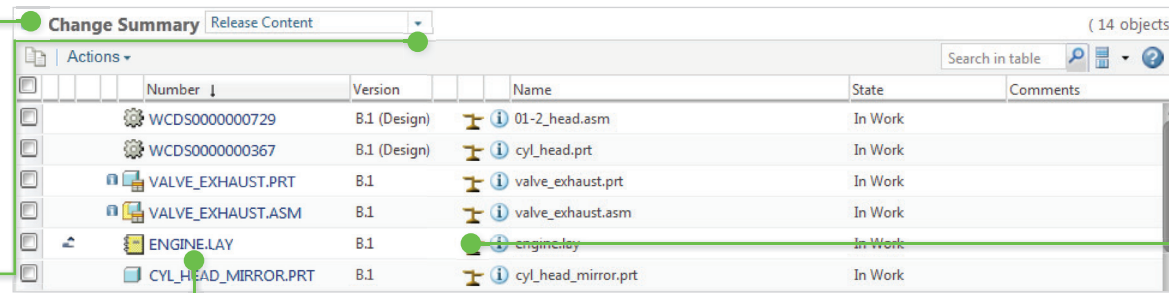 Change Summary Release Content ( 14 objects
Actions Search in table
Number Version Name State Comments
WCDS0000000729 B.1 (Design) 01-2_head.asm In Work
WCDS0000000367 B.1 (Design) cyl_head.prt In Work
VALVE_EXHAUST.PRT B.1 valve_exhaust.prt In Work
VALVE_EXHAUST.ASM B.1 valve_exhaust.asm In Work
ENGINE.LAY B.1 engine.lay In Work
CYL_HEAD_MIRROR.PRT B.1 cyl_head_mirror.prt In Work